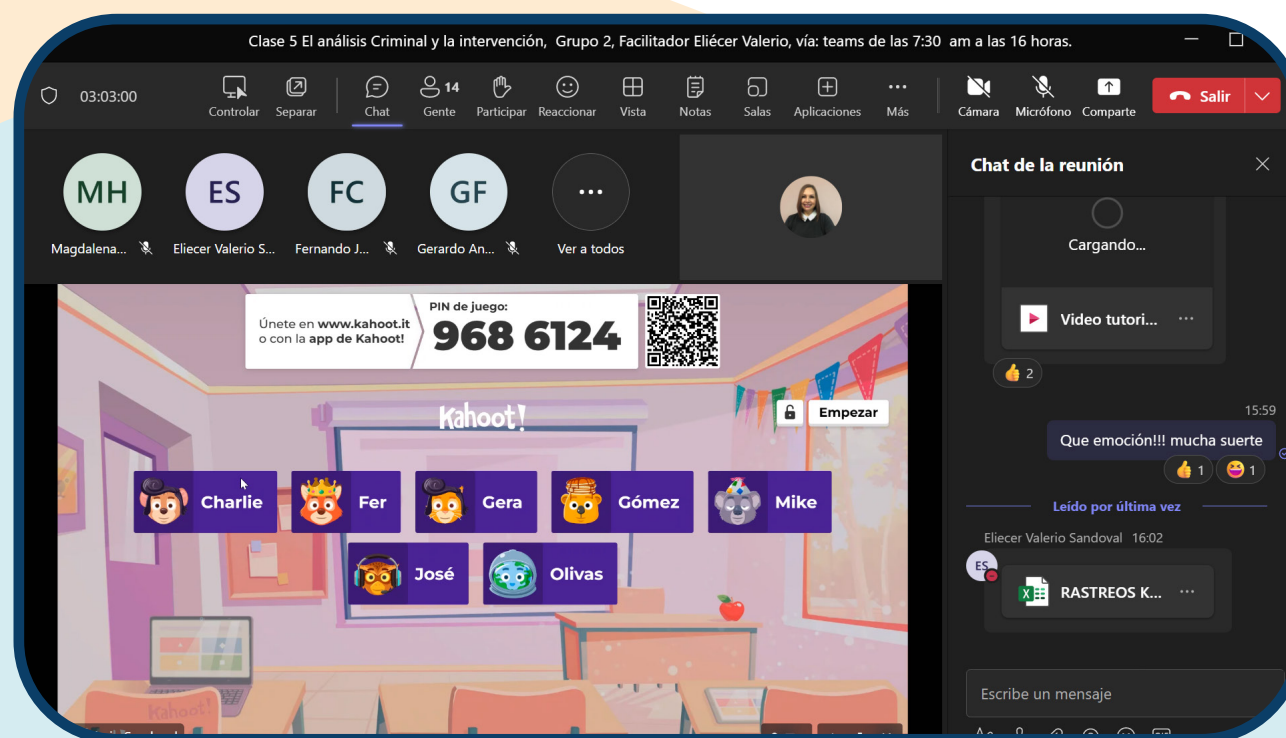 Clase 5 El análisis Criminal y la intervención, Grupo 2, Facilitador Eliécer Valerio, vía: teams de las 7:30 am a las 16 horas.
03:03:00
Controlar Separar Chat 14 Gente Participar Reaccionar Vista Notas Salas Aplicaciones Más Cámara Micrófono Comparte Salir
MH ES FC GF
Magdalena... Eliecer Valerio S... Fernando J... Gerardo An... Ver a todos
Únete en www.kahoot.it
o con la app de Kahoot!
PIN de juego:
968 6124
Kahoot!
Empezar
Charlie Fer Gera Gómez Mike
José Olivas
Kahoot!
Chat de la reunión
Cargando...
Video tutori...
2
15:59
Que emoción!!! mucha suerte
1 1
Leído por última vez
Eliecer Valerio Sandoval 16:02
ES
RASTREOS K...
Escribe un mensaje